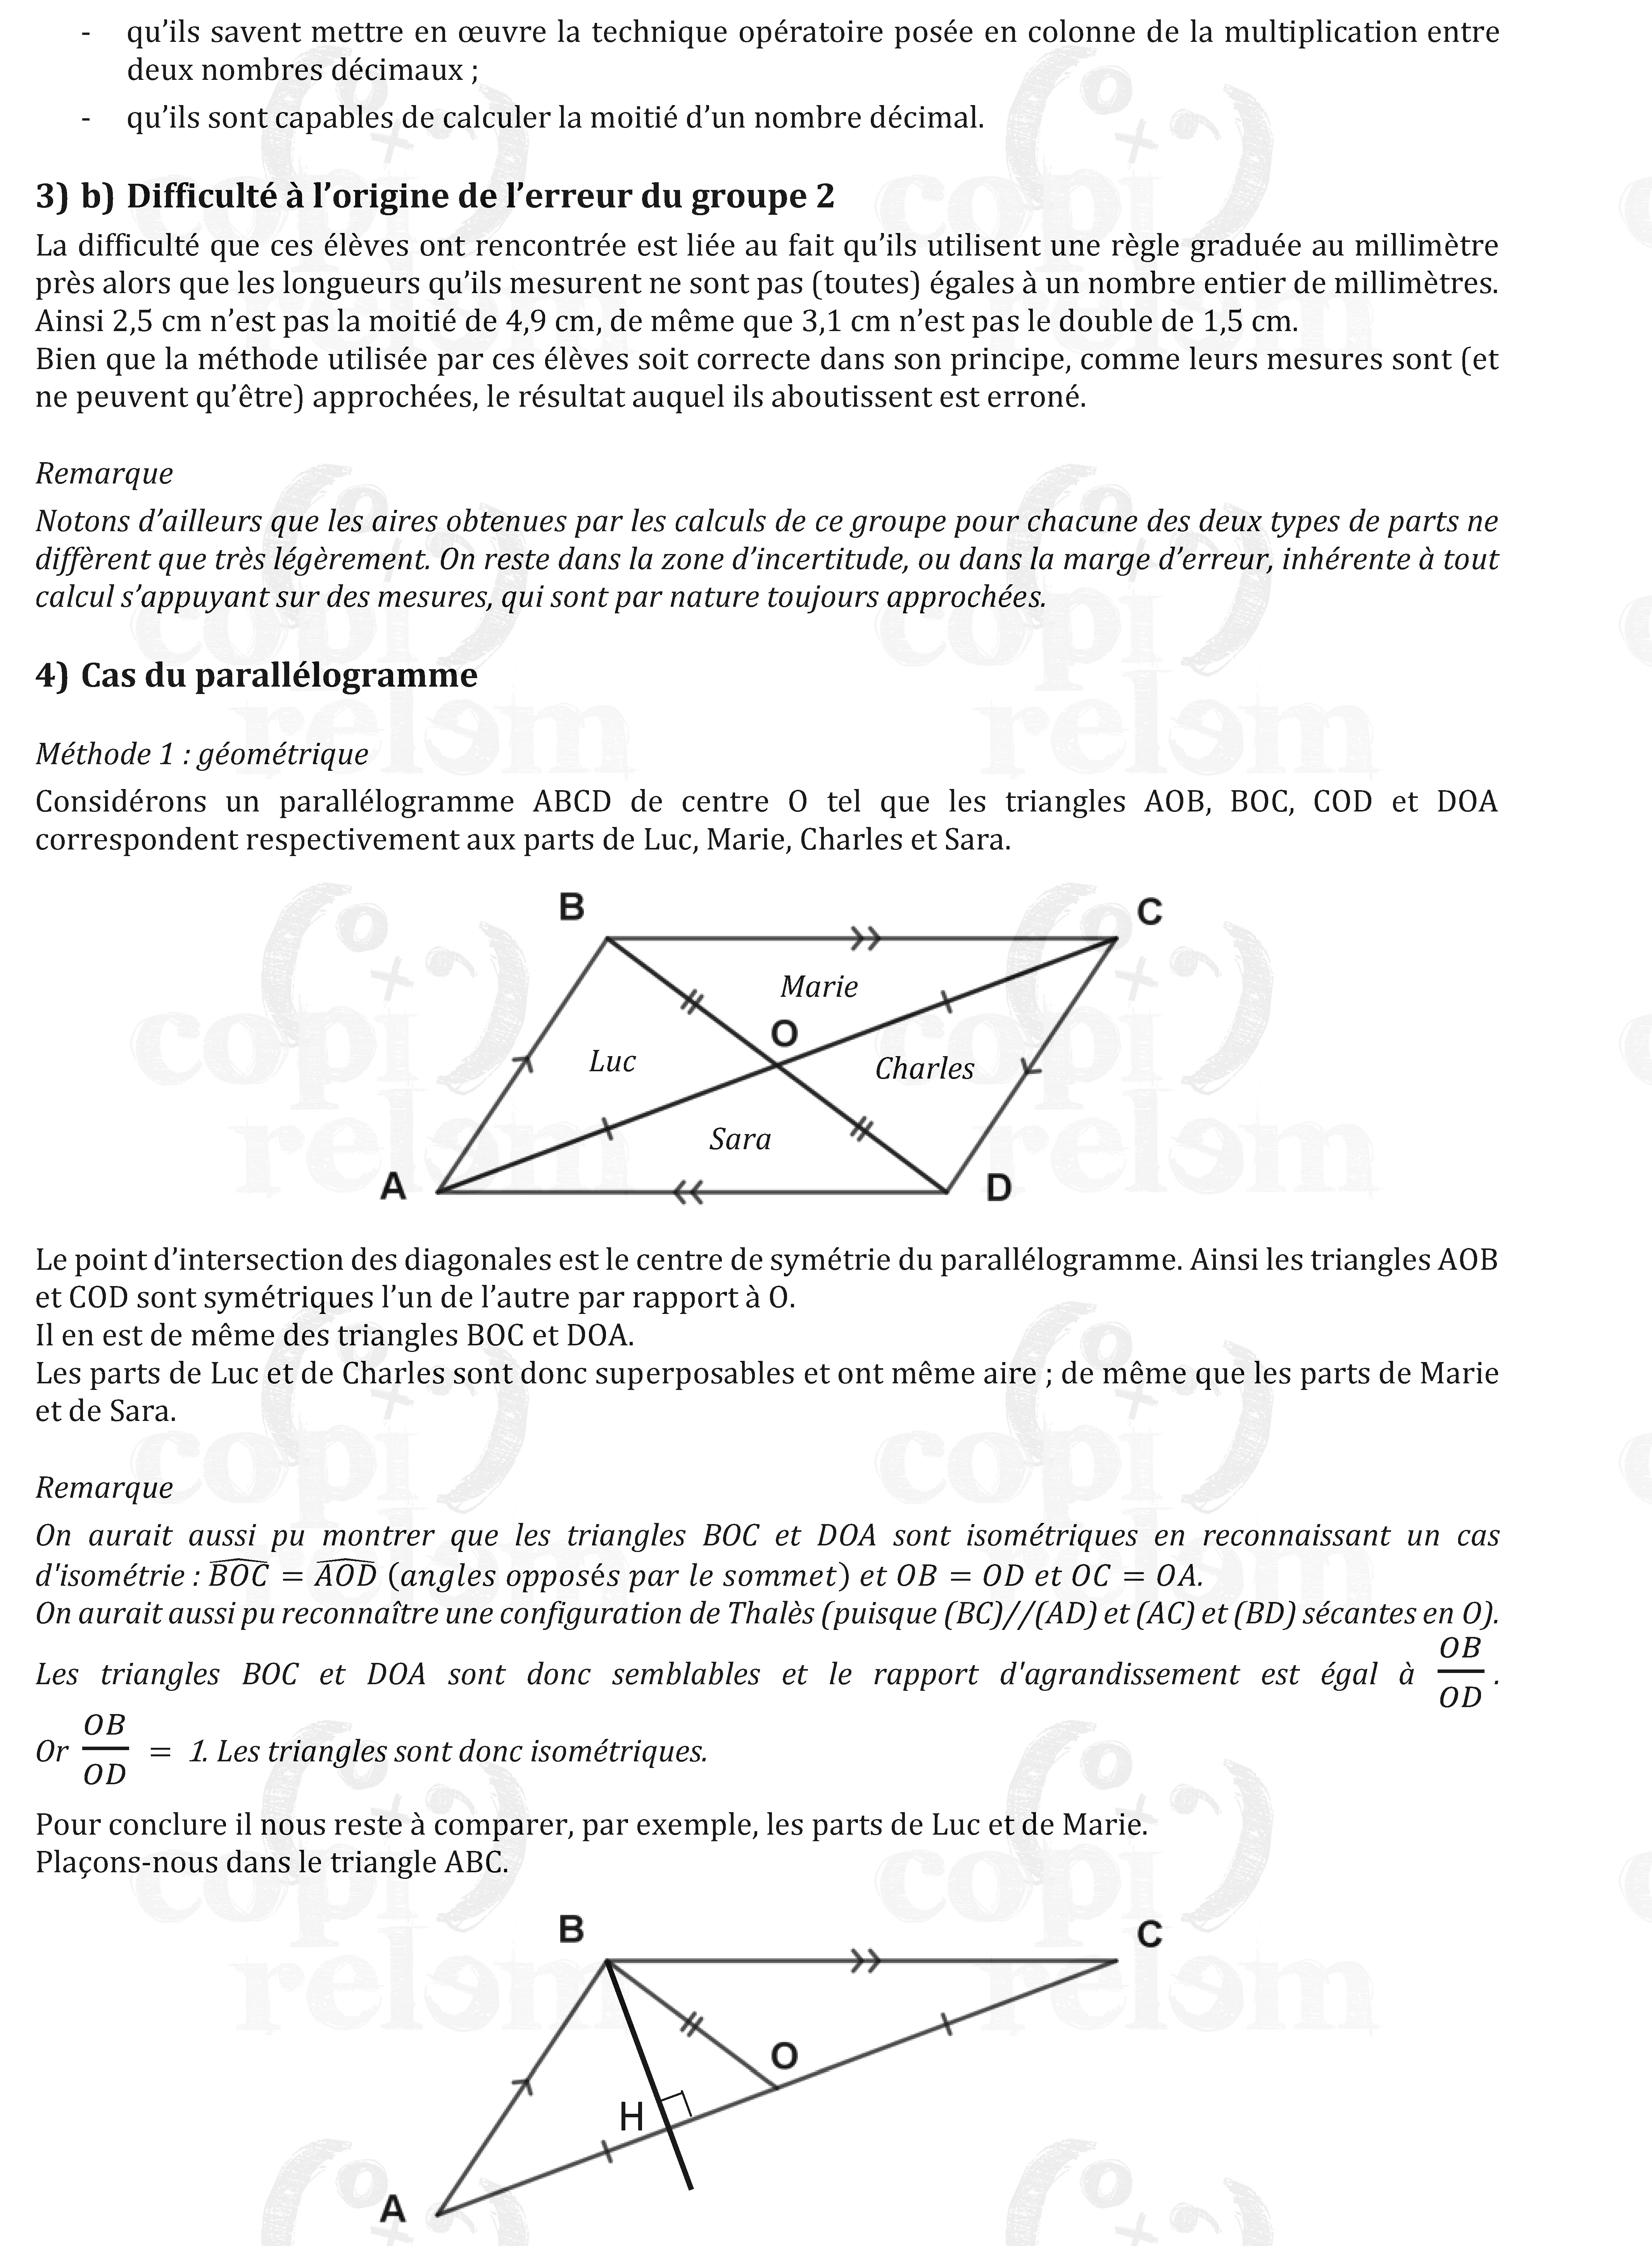 - qu’ils savent mettre en œuvre la technique opératoire posée en colonne de la multiplication entre
deux nombres décimaux ;
- qu’ils sont capables de calculer la moitié d’un nombre décimal.
3) b) Difficulté à l’origine de l’erreur du groupe 2
La difficulté que ces élèves ont rencontrée est liée au fait qu’ils utilisent une règle graduée au millimètre
près alors que les longueurs qu’ils mesurent ne sont pas (toutes) égales à un nombre entier de millimètres.
Ainsi 2,5 cm n’est pas la moitié de 4,9 cm, de même que 3,1 cm n’est pas le double de 1,5 cm.
Bien que la méthode utilisée par ces élèves soit correcte dans son principe, comme leurs mesures sont (et
ne peuvent qu’être) approchées, le résultat auquel ils aboutissent est erroné.
Remarque
Notons d’ailleurs que les aires obtenues par les calculs de ce groupe pour chacune des deux types de parts ne
diffèrent que très légèrement. On reste dans la zone d’incertitude, ou dans la marge d’erreur, inhérente à tout
calcul s’appuyant sur des mesures, qui sont par nature toujours approchées.
4) Cas du parallélogramme
Méthode 1 : géométrique
Considérons un parallélogramme ABCD de centre O tel que les triangles AOB, BOC, COD et DOA
correspondent respectivement aux parts de Luc, Marie, Charles et Sara.
B
C
Marie
O
Luc
Charles
Sara
A
D
Le point d’intersection des diagonales est le centre de symétrie du parallélogramme. Ainsi les triangles AOB
et COD sont symétriques l’un de l’autre par rapport à O.
Il en est de même des triangles BOC et DOA.
Les parts de Luc et de Charles sont donc superposables et ont même aire ; de même que les parts de Marie
et de Sara.
Remarque
On aurait aussi pu montrer que les triangles BOC et DOA sont isométriques en reconnaissant un cas
d'isométrie : BOC = AOD (angles opposés par le sommet) et OB = OD et OC = OA.
On aurait aussi pu reconnaître une configuration de Thalès (puisque (BC)//(AD) et (AC) et (BD) sécantes en O).
Les triangles BOC et DOA sont donc semblables et le rapport d'agrandissement est égal à OB/OD.
Or OB/OD = 1. Les triangles sont donc isométriques.
Pour conclure il nous reste à comparer, par exemple, les parts de Luc et de Marie.
Plaçons-nous dans le triangle ABC.
B
C
O
H
A
copirelem